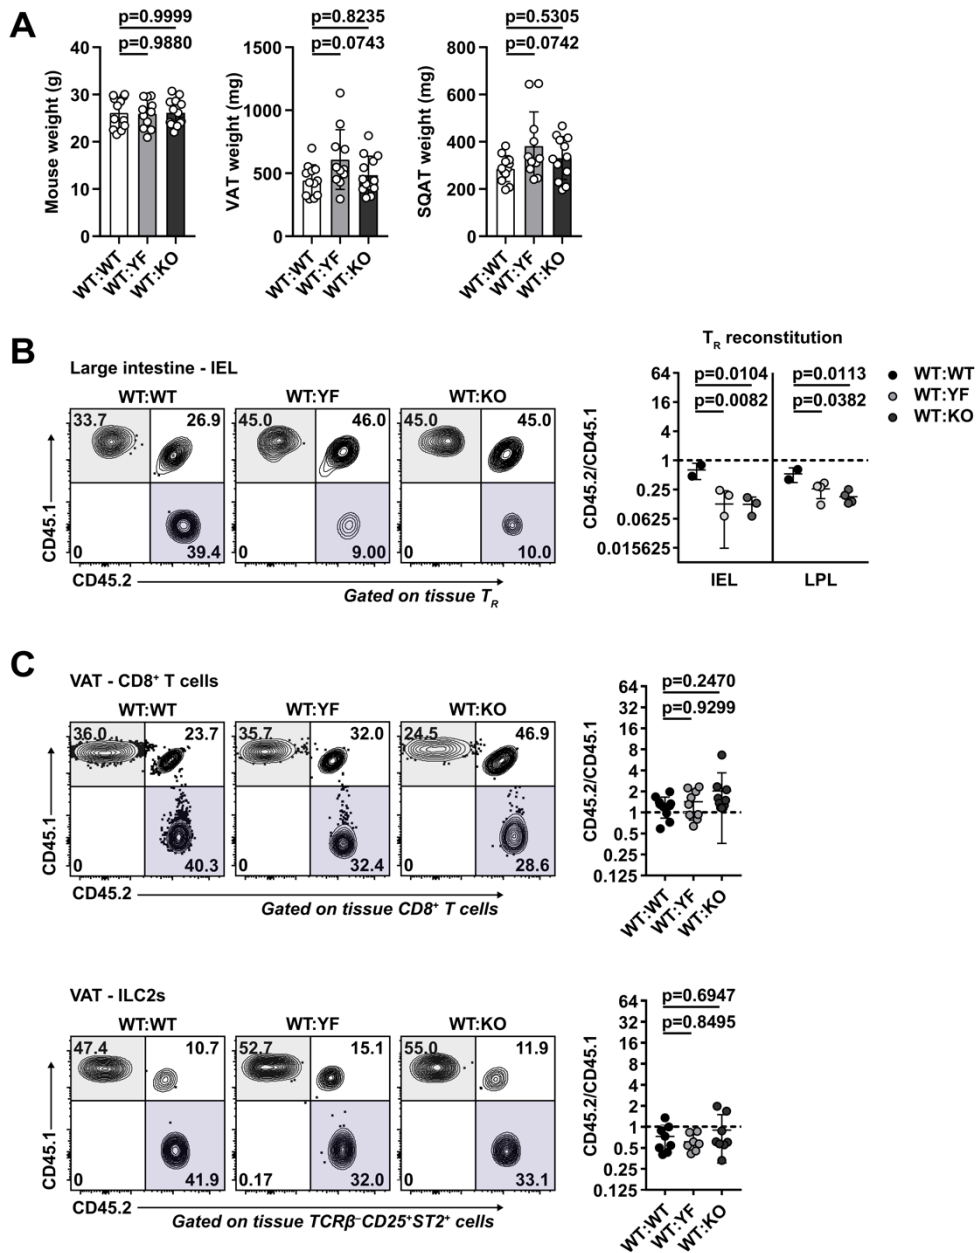 A
p=0.9999
p=0.9880
Mouse weight (g)
40
30
20
10
0
WT:WT
WT:YF
WT:KO
p=0.8235
p=0.0743
VAT weight (mg)
1500
1000
500
0
WT:WT
WT:YF
WT:KO
p=0.5305
p=0.0742
SQAT weight (mg)
800
600
400
200
0
WT:WT
WT:YF
WT:KO
B
Large intestine - IEL
WT:WT
WT:YF
WT:KO
33.7 26.9
0 39.4
45.0 46.0
0 9.00
45.0 45.0
0 10.0
CD45.1
CD45.2
Gated on tissue TR
TR reconstitution
p=0.0104 p=0.0113
p=0.0082 p=0.0382
CD45.2/CD45.1
64
16
4
1
0.25
0.0625
0.015625
IEL LPL
WT:WT
WT:YF
WT:KO
C
VAT - CD8+ T cells
WT:WT
WT:YF
WT:KO
36.0 23.7
0 40.3
35.7 32.0
0 32.4
24.5 46.9
0 28.6
CD45.1
CD45.2
Gated on tissue CD8+ T cells
p=0.2470
p=0.9299
CD45.2/CD45.1
64
32
16
8
4
2
1
0.5
0.25
0.125
WT:WT
WT:YF
WT:KO
VAT - ILC2s
WT:WT
WT:YF
WT:KO
47.4 10.7
0 41.9
52.7 15.1
0.17 32.0
55.0 11.9
0 33.1
CD45.1
CD45.2
Gated on tissue TCRβ-CD25+ST2+ cells
p=0.6947
p=0.8495
CD45.2/CD45.1
64
32
16
8
4
2
1
0.5
0.25
0.125
WT:WT
WT:YF
WT:KO